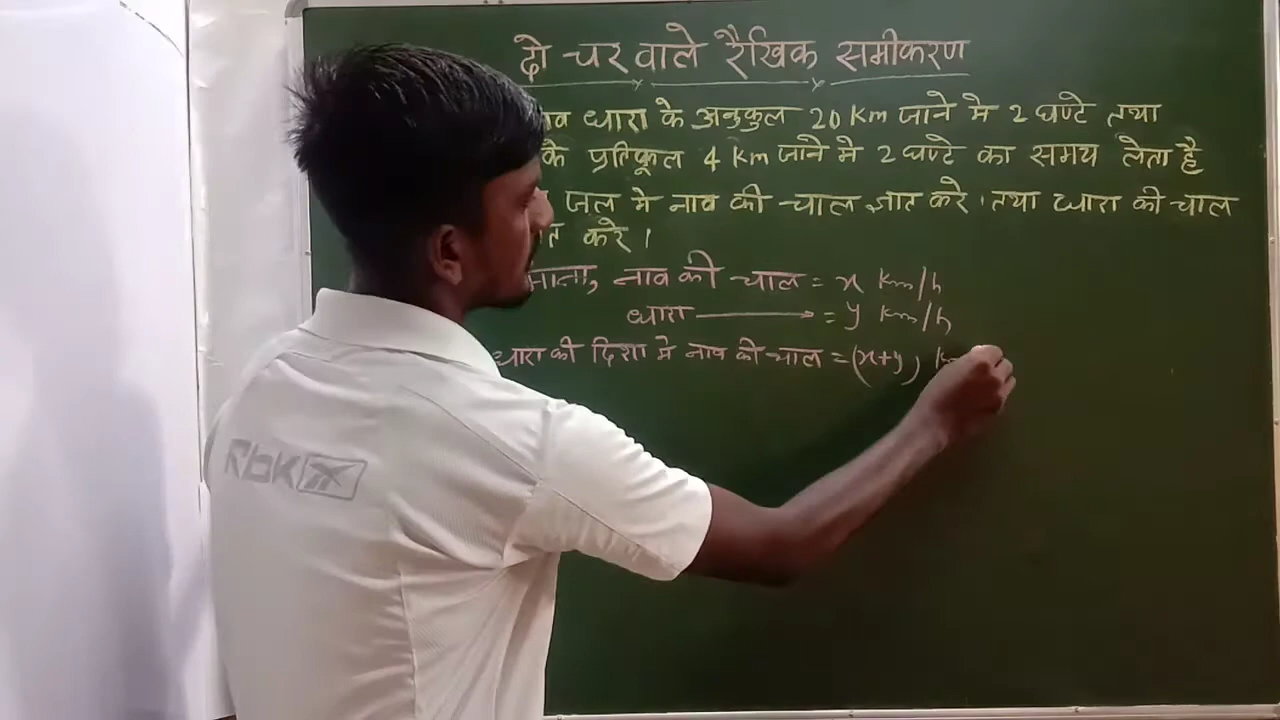 दो चर वाले रैखिक समीकरण
धारा के अनुकुल 20 Km जाने मे 2 घण्टे तथा
के प्रतिकूल 4 Km जाने मे 2 घण्टे का समय लेता है
जल मे नाव की चाल ज्ञात करे । तथा धारा की चाल
करे ।
माना, नाव की चाल = x Km/h
धारा → = y Km/h
धारा की दिशा मे नाव की चाल = (x+y)
Rbk